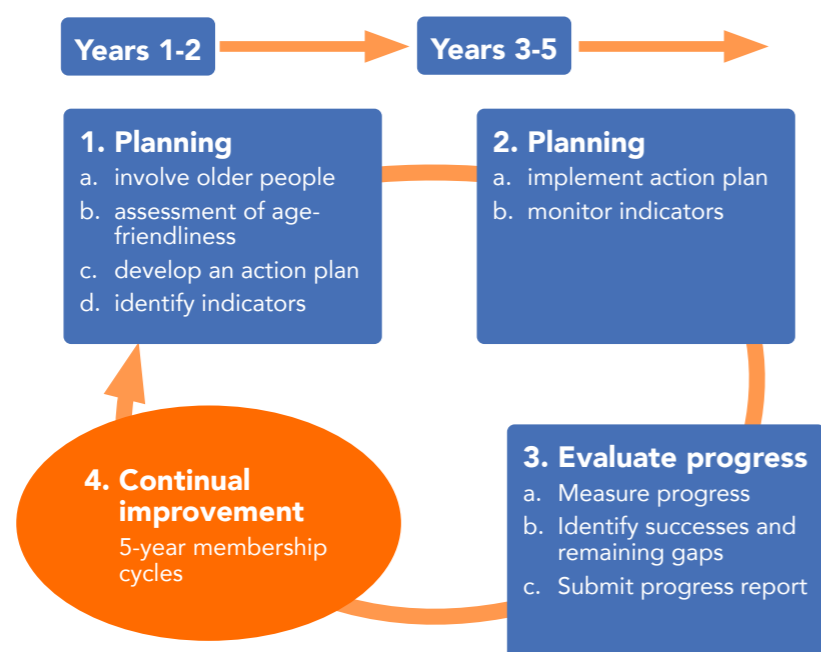 Years 1-2
Years 3-5
1. Planning
a. involve older people
b. assessment of age-
friendliness
c. develop an action plan
d. identify indicators
2. Planning
a. implement action plan
b. monitor indicators
3. Evaluate progress
a. Measure progress
b. Identify successes and
remaining gaps
c. Submit progress report
4. Continual
improvement
5-year membership
cycles